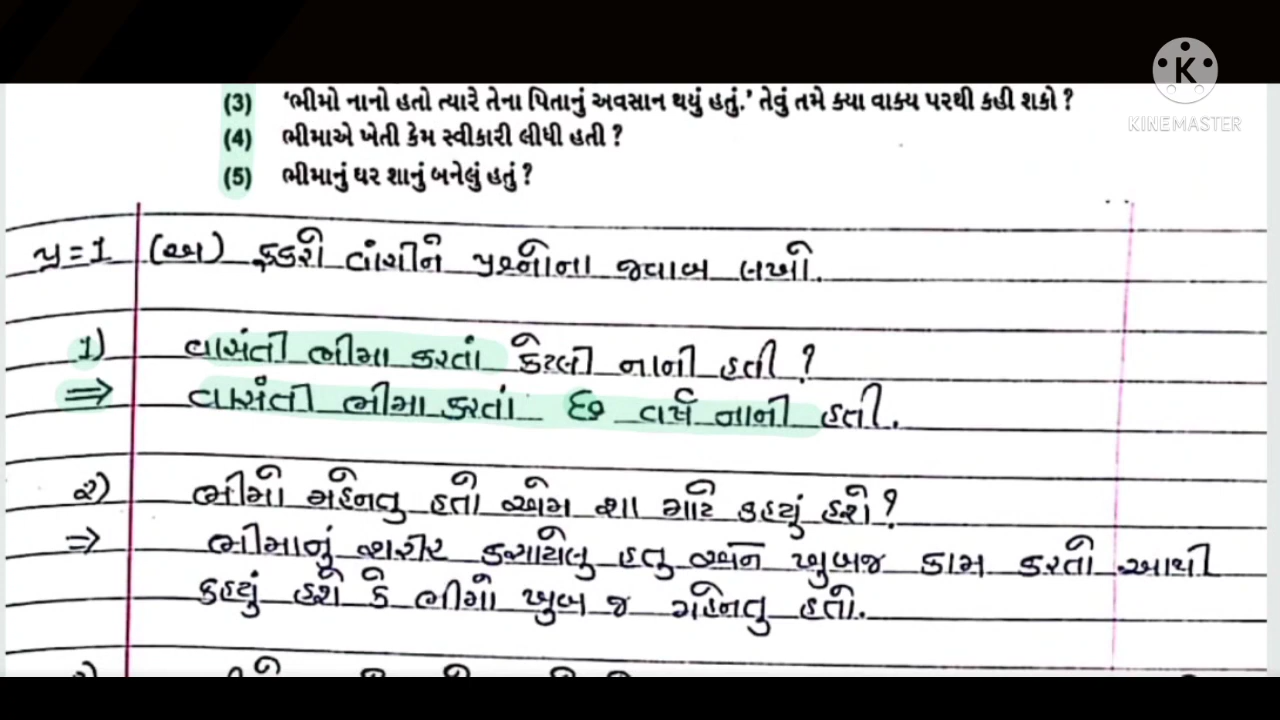 K
KINEMASTER
(3) 'ભીમો નાનો હતો ત્યારે તેના પિતાનું અવસાન થયું હતું.' તેવું તમે ક્યા વાક્ય પરથી કહી શકો ?
(4) ભીમાએ ખેતી કેમ સ્વીકારી લીધી હતી ?
(5) ભીમાનું ઘર શાનું બનેલું હતું ?
પ્ર=1 (અ) ફકરો વાંચીને પ્રશ્નોના જવાબ લખો.
1) વાસંતી ભીમા કરતાં કેટલી નાની હતી ?
⇒ વાસંતી ભીમા કરતાં છ વર્ષ નાની હતી.
૨) ભીમો મહેનતુ હતો એમ શા માટે કહ્યું હશે ?
⇒ ભીમાનું શરીર કસાયેલુ હતુ અને ખુબજ કામ કરતો આથી
કહ્યું હશે કે ભીમો ખુબ જ મહેનતુ હતો.